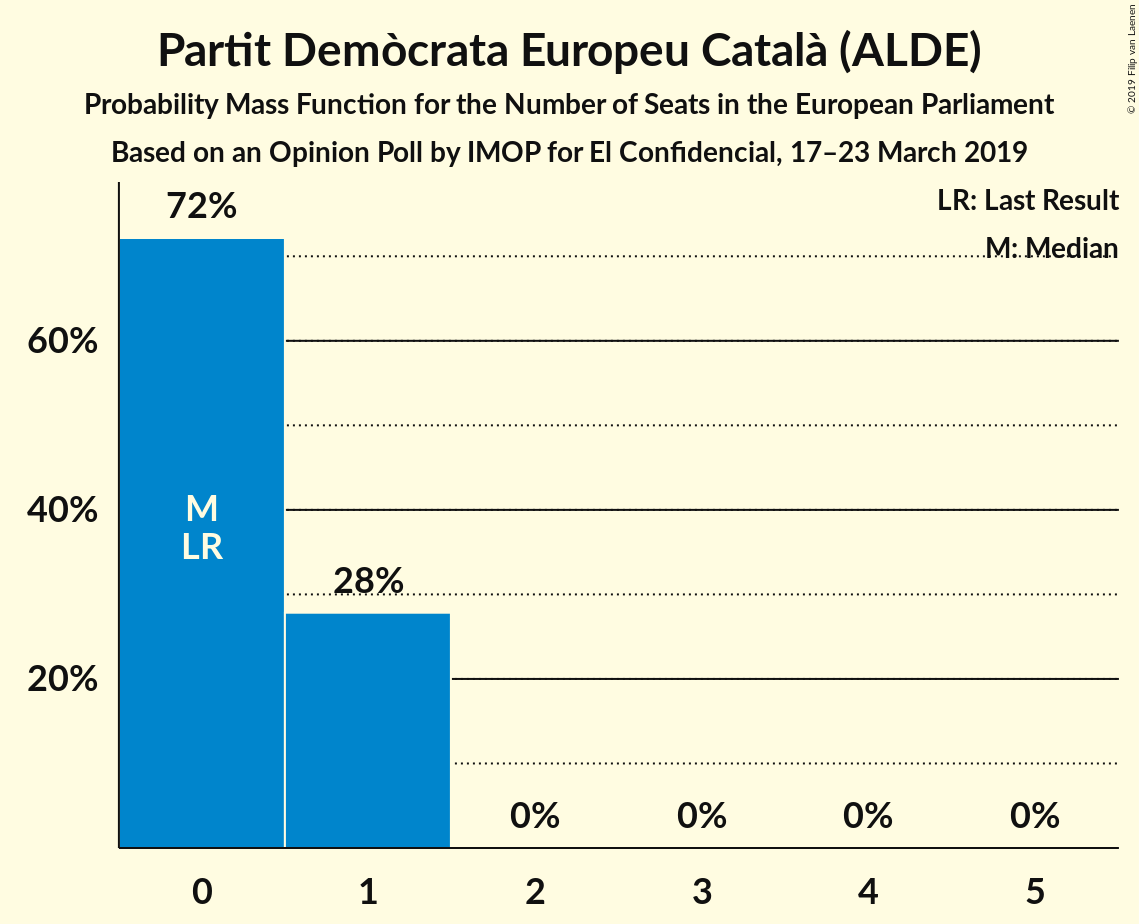 Partit Demòcrata Europeu Català (ALDE)
Probability Mass Function for the Number of Seats in the European Parliament
Based on an Opinion Poll by IMOP for El Confidencial, 17–23 March 2019
© 2019 Filip van Laenen
LR: Last Result
M: Median
72%
60%
40%
20%
M
LR
28%
0% 0% 0% 0%
0 1 2 3 4 5